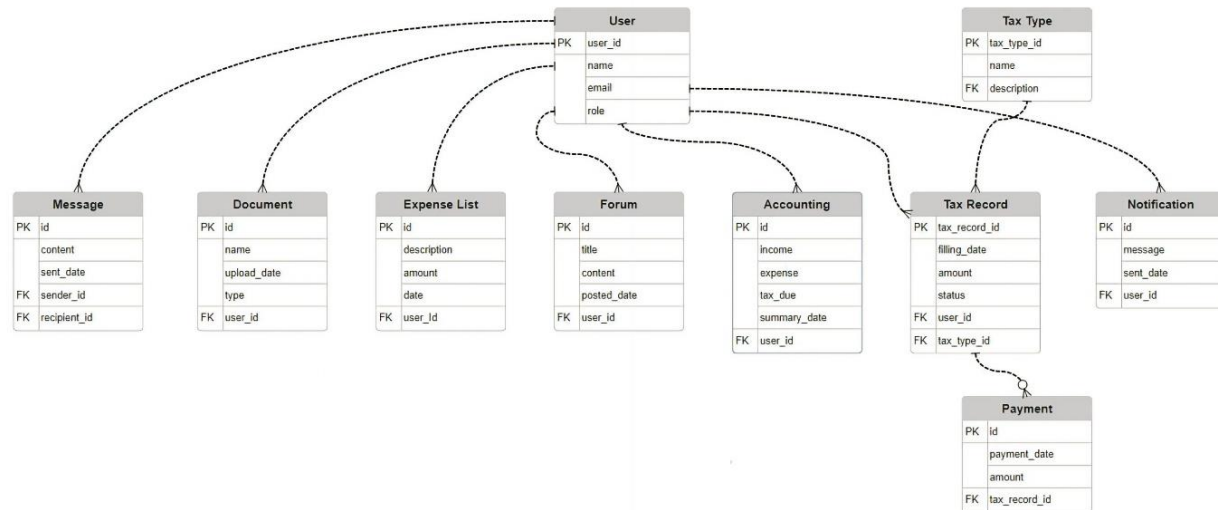 User
PK user_id
name
email
role
Tax Type
PK tax_type_id
name
FK description
Message
PK id
content
sent_date
FK sender_id
FK recipient_id
Document
PK id
name
upload_date
type
FK user_id
Expense List
PK id
description
amount
date
FK user_Id
Forum
PK id
title
content
posted_date
FK user_id
Accounting
PK id
income
expense
tax_due
summary_date
FK user_id
Tax Record
PK tax_record_id
filling_date
amount
status
FK user_id
FK tax_type_id
Notification
PK id
message
sent_date
FK user_id
Payment
PK id
payment_date
amount
FK tax_record_id